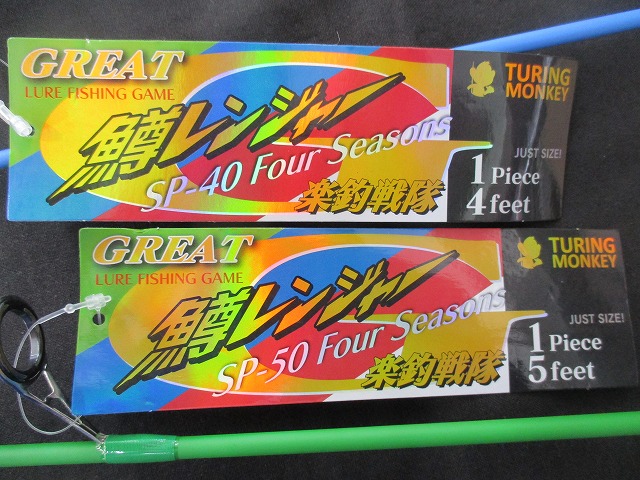 GREAT
LURE FISHING GAME
鱒レンジャー
SP-40 Four Seasons
楽釣戦隊
TURING
MONKEY
JUST SIZE!
1 Piece
4 feet
GREAT
LURE FISHING GAME
鱒レンジャー
SP-50 Four Seasons
楽釣戦隊
TURING
MONKEY
JUST SIZE!
1 Piece
5 feet